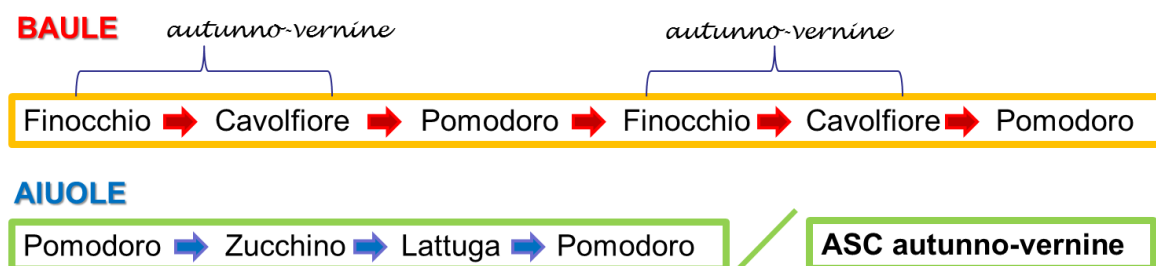 BAULE autunno-vernine autunno-vernine
Finocchio Cavolfiore Pomodoro Finocchio Cavolfiore Pomodoro
AIUOLE
Pomodoro Zucchino Lattuga Pomodoro ASC autunno-vernine